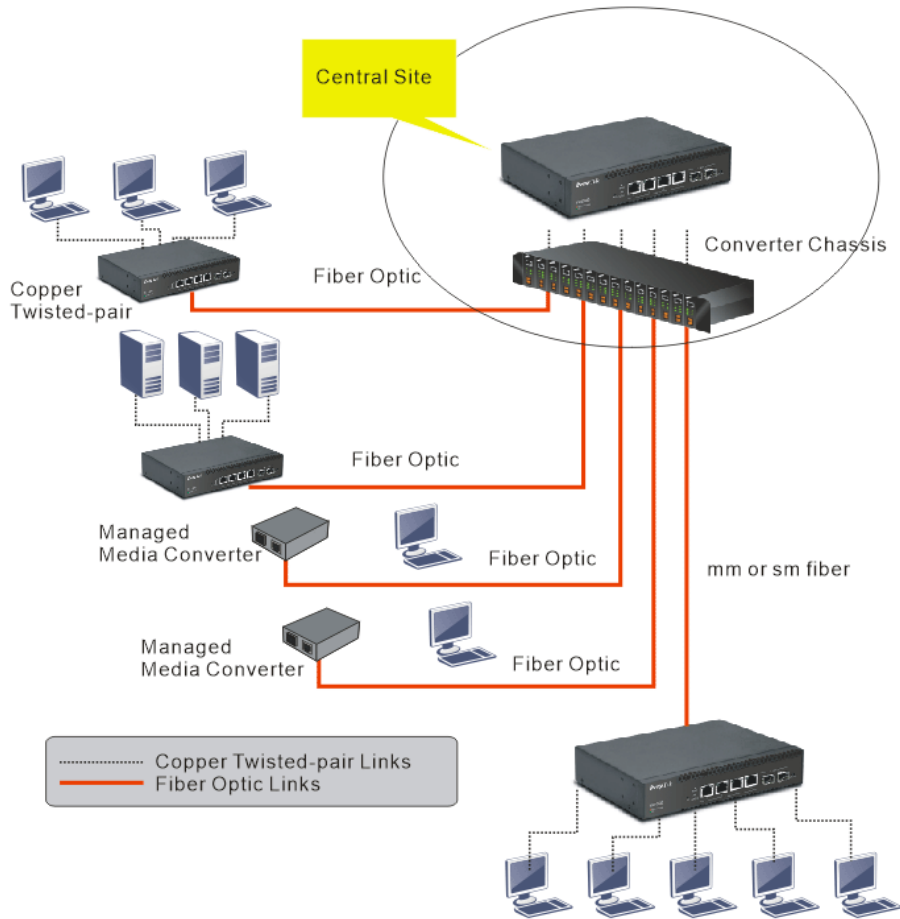 Central Site
Converter Chassis
Fiber Optic
Copper
Twisted-pair
Fiber Optic
Managed
Media Converter
Fiber Optic
mm or sm fiber
Managed
Media Converter
Fiber Optic
Copper Twisted-pair Links
Fiber Optic Links